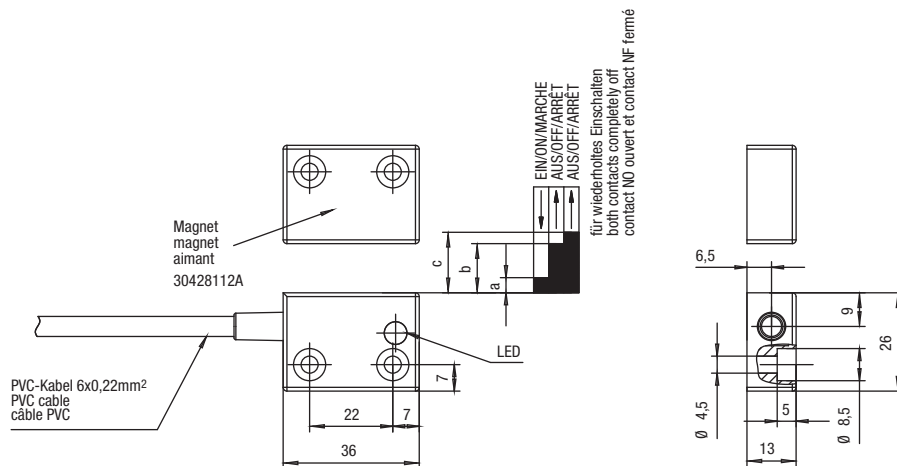 EIN/ON/MARCHE
AUS/OFF/ARRÊT
AUS/OFF/ARRÊT
für wiederholtes Einschalten
both contacts completely off
contact NO ouvert et contact NF fermé
Magnet
magnet
aimant
30428112A
c
b
a
6,5
9
26
LED
PVC-Kabel 6x0,22mm²
PVC cable
câble PVC
7
22
7
36
Ø 4,5
5
Ø 8,5
13